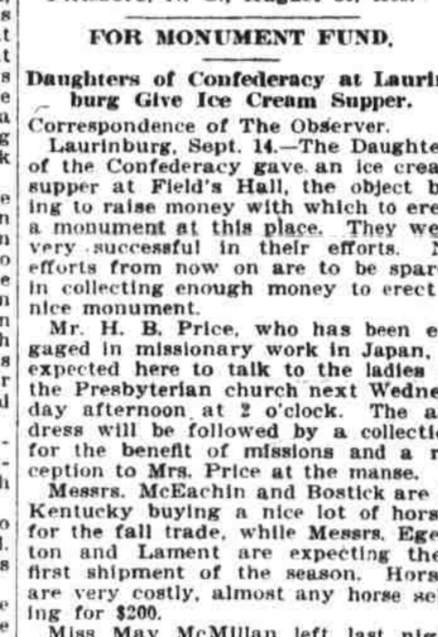 FOR MONUMENT FUND.
Daughters of Confederacy at Laurin
burg Give Ice Cream Supper.
Correspondence of The Observer.
Laurinburg, Sept. 14.—The Daughte
of the Confederacy gave an ice crea
supper at Field's Hall, the object b
ing to raise money with which to ere
a monument at this place. They we
very successful in their efforts.
efforts from now on are to be spar
in collecting enough money to erect
nice monument.
Mr. H. B. Price, who has been e
gaged in missionary work in Japan,
expected here to talk to the ladies
the Presbyterian church next Wedne
day afternoon at 2 o'clock. The a
dress will be followed by a collecti
for the benefit of missions and a r
ception to Mrs. Price at the manse.
Messrs. McEachin and Bostick are
Kentucky buying a nice lot of hors
for the fall trade, while Messrs. Ege
ton and Lament are expecting the
first shipment of the season. Hors
are very costly, almost any horse se
ing for $200.
Miss May McMillan left last